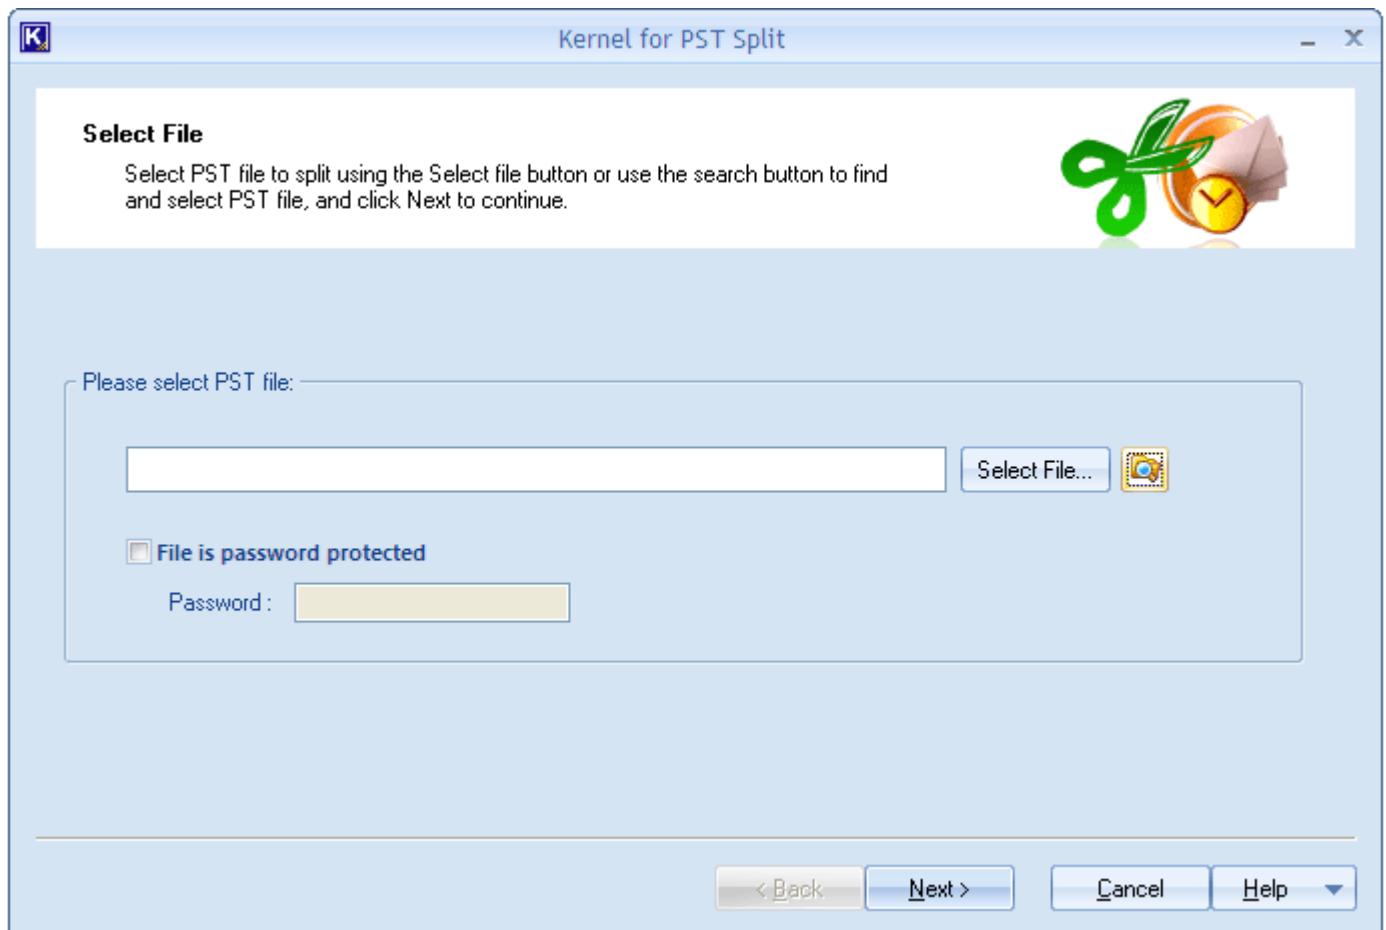 K
Kernel for PST Split
Select File
Select PST file to split using the Select file button or use the search button to find
and select PST file, and click Next to continue.
Please select PST file:
Select File...
File is password protected
Password :
< Back
Next >
Cancel
Help